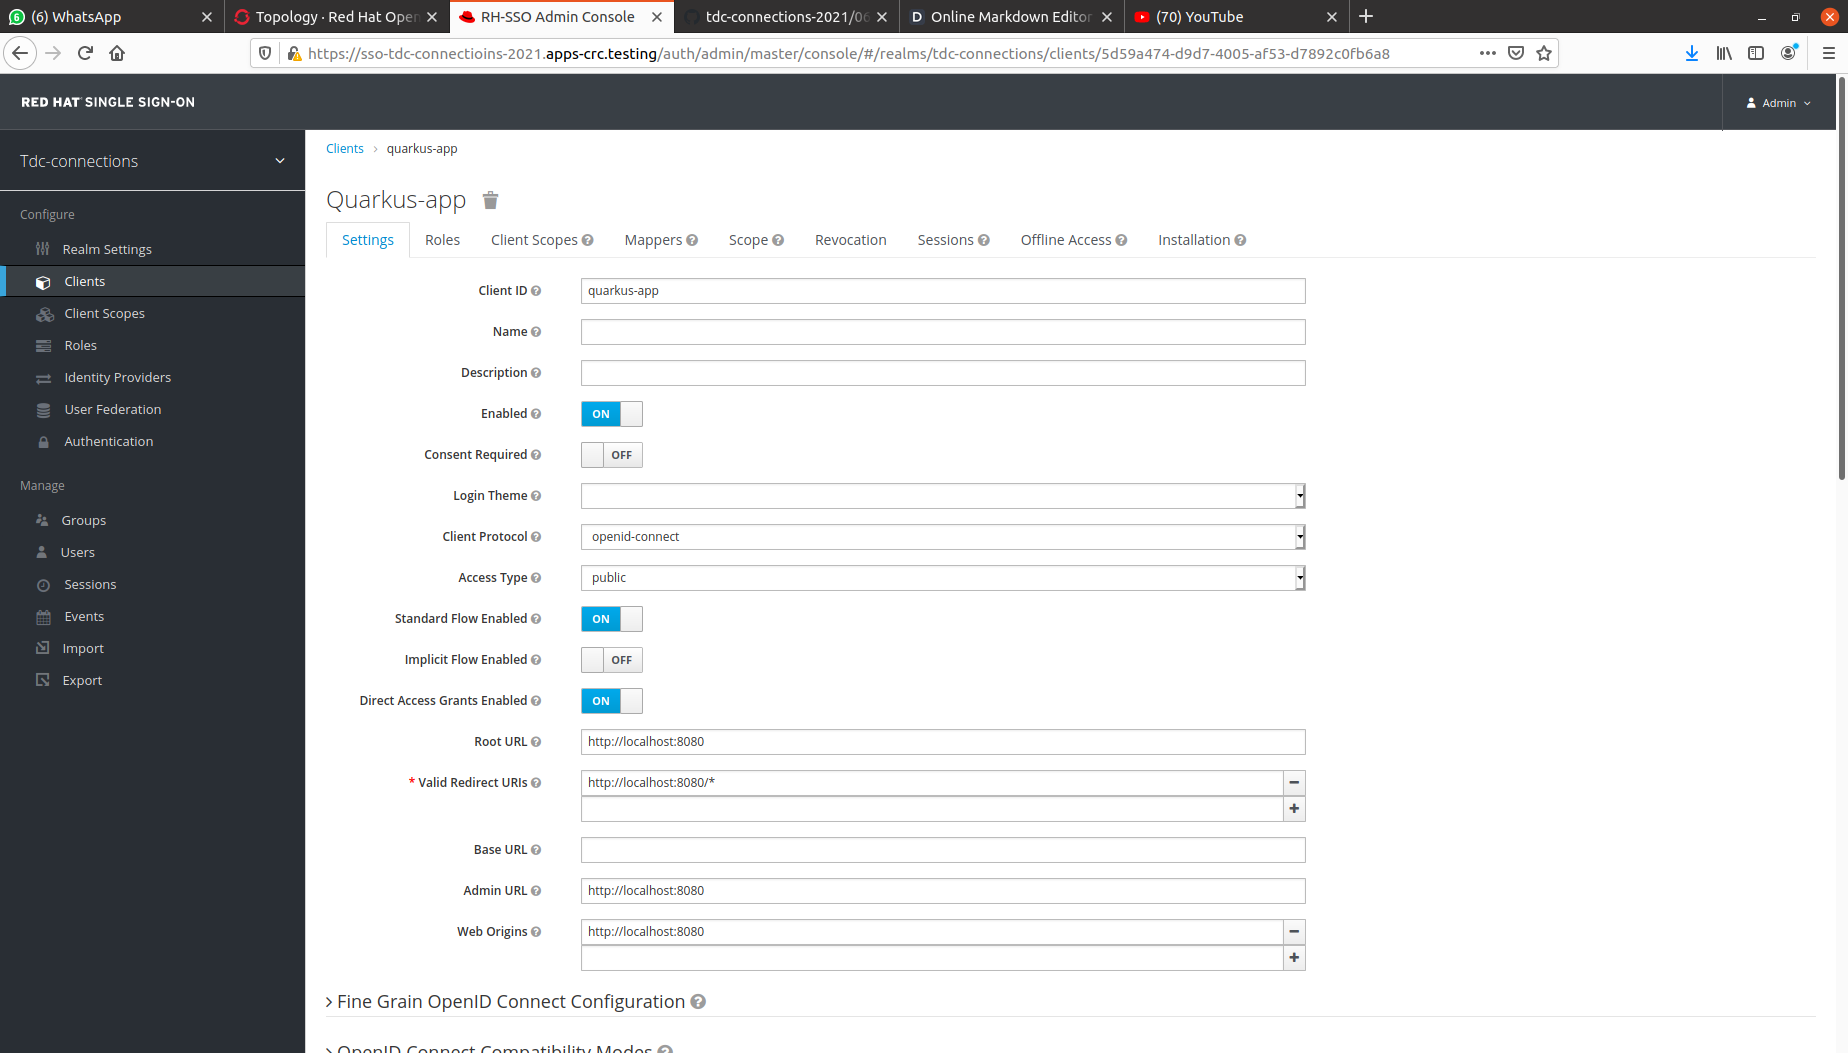 (6) WhatsApp
Topology · Red Hat Open
RH-SSO Admin Console
tdc-connections-2021/06
Online Markdown Editor
(70) YouTube
https://sso-tdc-connectioins-2021.apps-crc.testing/auth/admin/master/console/#/realms/tdc-connections/clients/5d59a474-d9d7-4005-af53-d7892c0fb6a8
RED HAT SINGLE SIGN-ON
Admin
Tdc-connections
Configure
Realm Settings
Clients
Client Scopes
Roles
Identity Providers
User Federation
Authentication
Manage
Groups
Users
Sessions
Events
Import
Export
Clients > quarkus-app
Quarkus-app
Settings Roles Client Scopes Mappers Scope Revocation Sessions Offline Access Installation
Client ID quarkus-app
Name
Description
Enabled ON
Consent Required OFF
Login Theme
Client Protocol openid-connect
Access Type public
Standard Flow Enabled ON
Implicit Flow Enabled OFF
Direct Access Grants Enabled ON
Root URL http://localhost:8080
* Valid Redirect URIs http://localhost:8080/*
Base URL
Admin URL http://localhost:8080
Web Origins http://localhost:8080
Fine Grain OpenID Connect Configuration
OpenID Connect Compatibility Modes